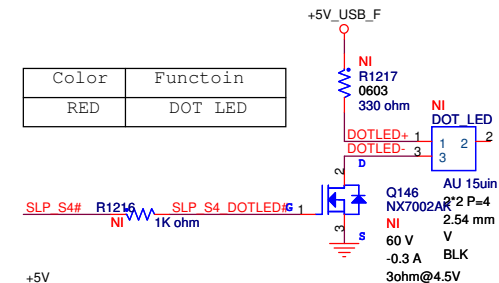 +5V_USB_F
NI
R1217
0603
330 ohm
Color Functoin
RED DOT LED
NI
DOT_LED
DOTLED+ 1 1 2 2
DOTLED- 3 3
2 D
AU 15uin
Q146 2*2 P=4
NX7002AK 2.54 mm
SLP_S4# R1216 SLP_S4_DOTLED# G 1
NI 1K ohm
NI V
3 S
60 V BLK
-0.3 A
3ohm@4.5V
+5V